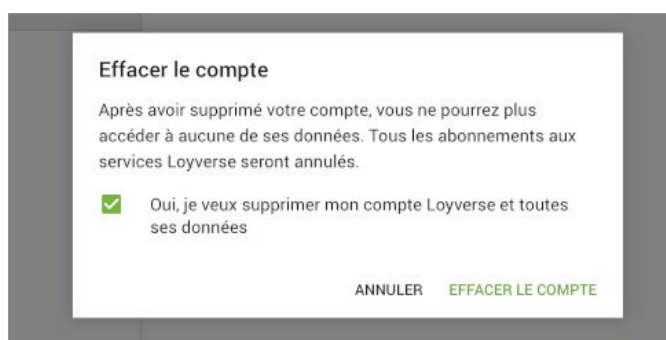 Effacer le compte
Après avoir supprimé votre compte, vous ne pourrez plus
accéder à aucune de ses données. Tous les abonnements aux
services Loyverse seront annulés.
Oui, je veux supprimer mon compte Loyverse et toutes
ses données
ANNULER EFFACER LE COMPTE